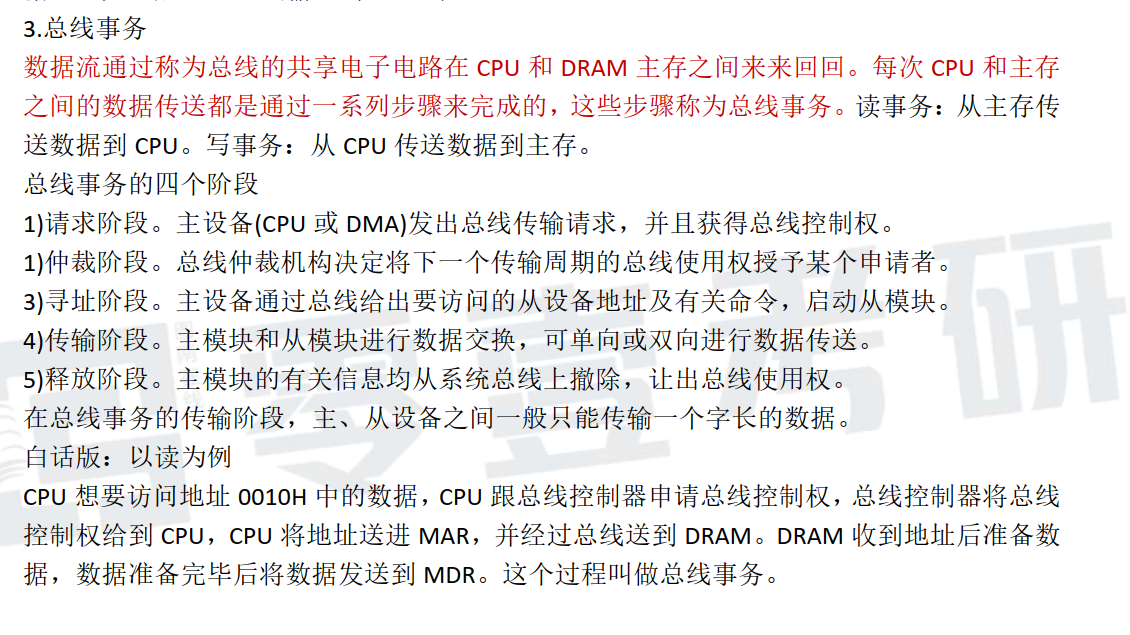 3.总线事务
数据流通过称为总线的共享电子电路在 CPU 和 DRAM 主存之间来来回回。每次 CPU 和主存
之间的数据传送都是通过一系列步骤来完成的，这些步骤称为总线事务。读事务：从主存传
送数据到 CPU。写事务：从 CPU 传送数据到主存。
总线事务的四个阶段
1)请求阶段。主设备(CPU 或 DMA)发出总线传输请求，并且获得总线控制权。
1)仲裁阶段。总线仲裁机构决定将下一个传输周期的总线使用权授予某个申请者。
3)寻址阶段。主设备通过总线给出要访问的从设备地址及有关命令，启动从模块。
4)传输阶段。主模块和从模块进行数据交换，可单向或双向进行数据传送。
5)释放阶段。主模块的有关信息均从系统总线上撤除，让出总线使用权。
在总线事务的传输阶段，主、从设备之间一般只能传输一个字长的数据。
白话版：以读为例
CPU 想要访问地址 0010H 中的数据，CPU 跟总线控制器申请总线控制权，总线控制器将总线
控制权给到 CPU，CPU 将地址送进 MAR，并经过总线送到 DRAM。DRAM 收到地址后准备数
据，数据准备完毕后将数据发送到 MDR。这个过程叫做总线事务。
零壹考研